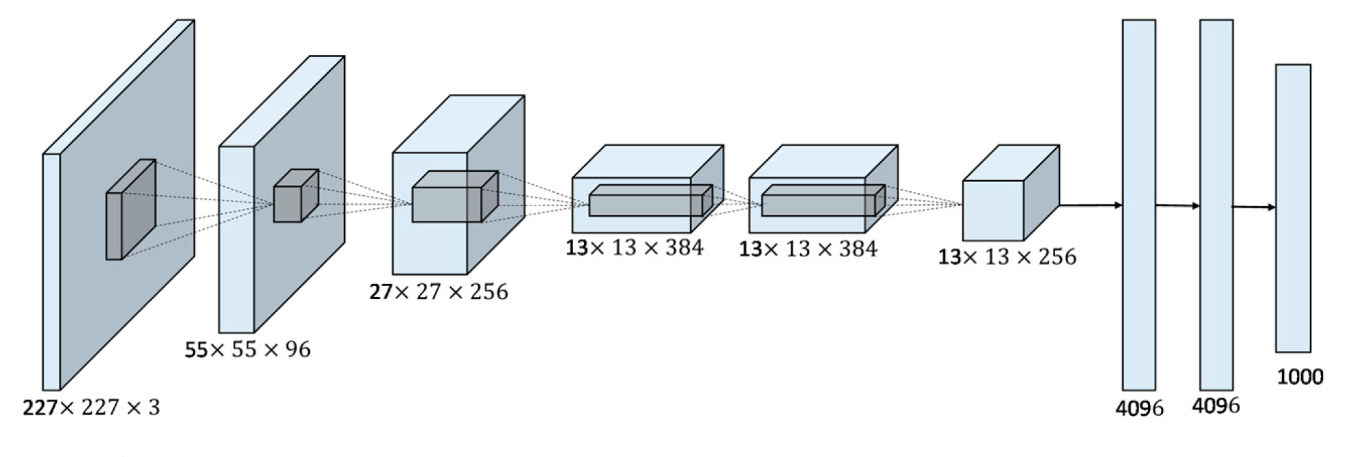 227× 227 × 3
55× 55 × 96
27× 27 × 256
13× 13 × 384
13× 13 × 384
13× 13 × 256
4096
4096
1000